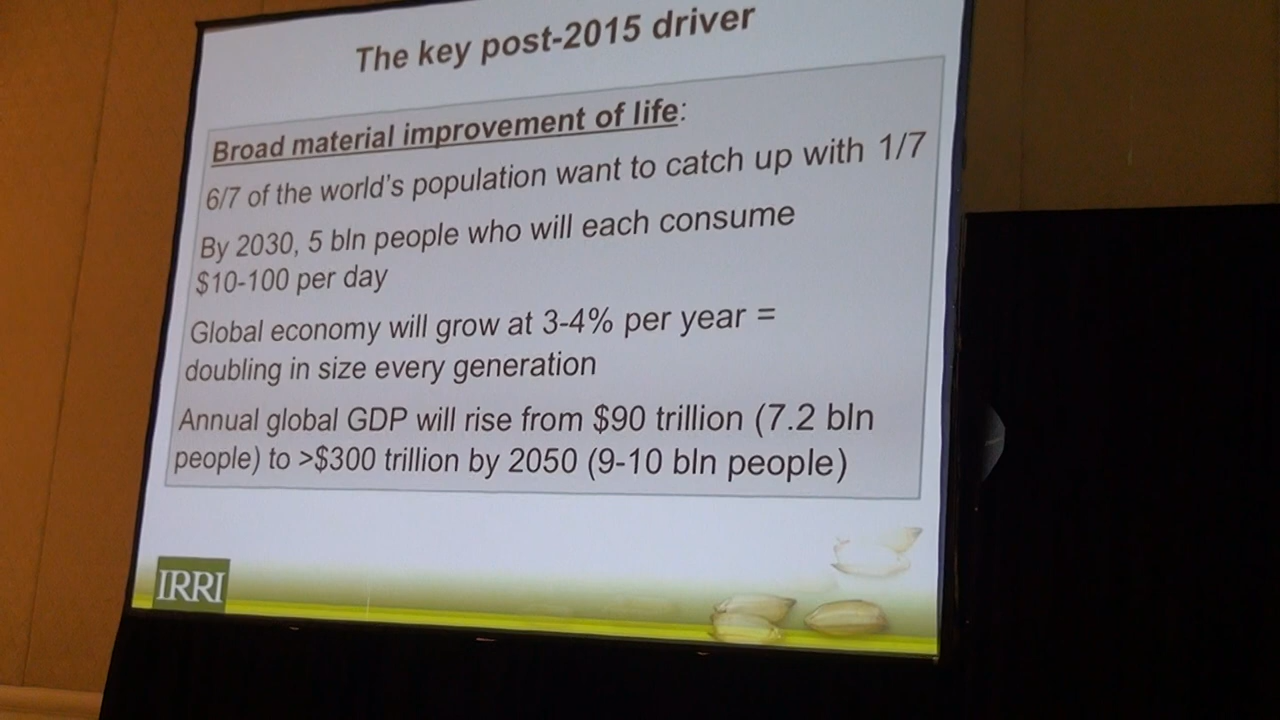 The key post-2015 driver
Broad material improvement of life:
6/7 of the world's population want to catch up with 1/7
By 2030, 5 bln people who will each consume
$10-100 per day
Global economy will grow at 3-4% per year =
doubling in size every generation
Annual global GDP will rise from $90 trillion (7.2 bln
people) to >$300 trillion by 2050 (9-10 bln people)
IRRI